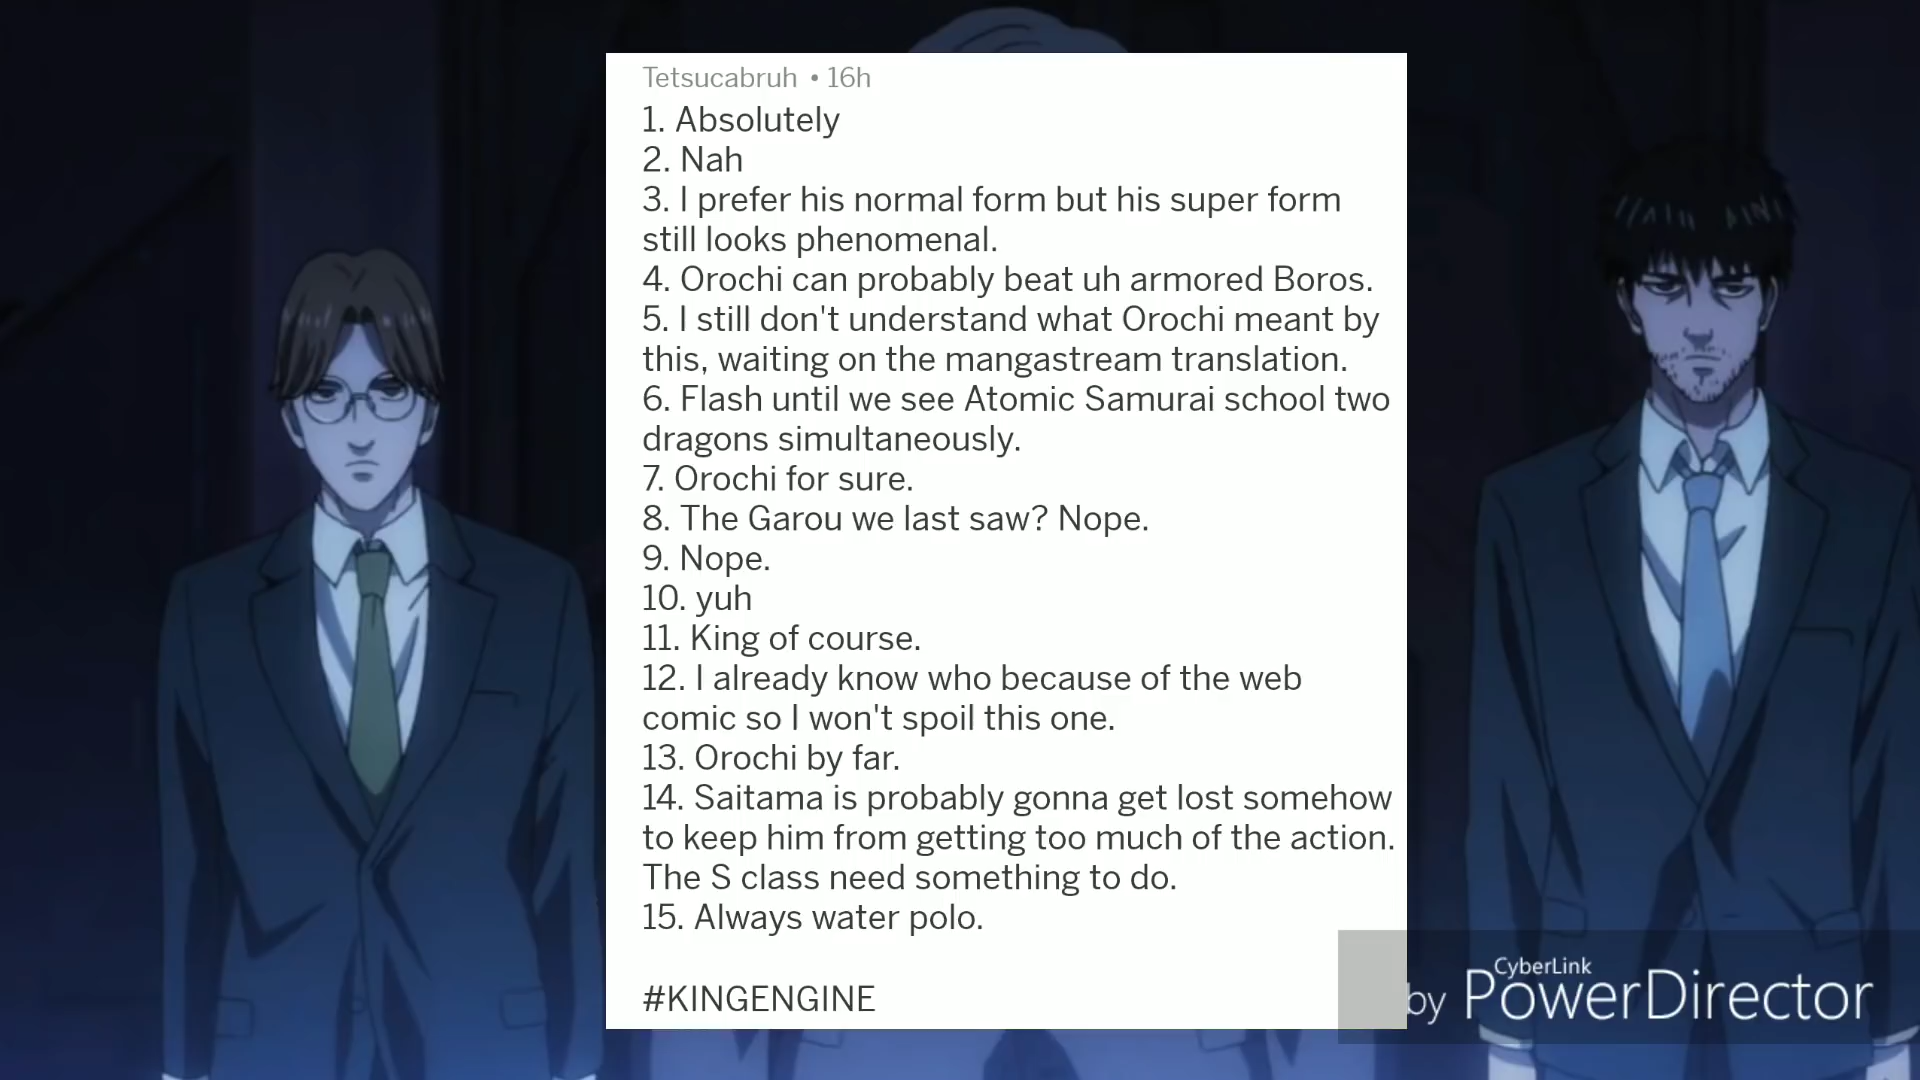 Tetsucabruh • 16h
1. Absolutely
2. Nah
3. I prefer his normal form but his super form
still looks phenomenal.
4. Orochi can probably beat uh armored Boros.
5. I still don't understand what Orochi meant by
this, waiting on the mangastream translation.
6. Flash until we see Atomic Samurai school two
dragons simultaneously.
7. Orochi for sure.
8. The Garou we last saw? Nope.
9. Nope.
10. yuh
11. King of course.
12. I already know who because of the web
comic so I won't spoil this one.
13. Orochi by far.
14. Saitama is probably gonna get lost somehow
to keep him from getting too much of the action.
The S class need something to do.
15. Always water polo.
#KINGENGINE
CyberLink
by PowerDirector